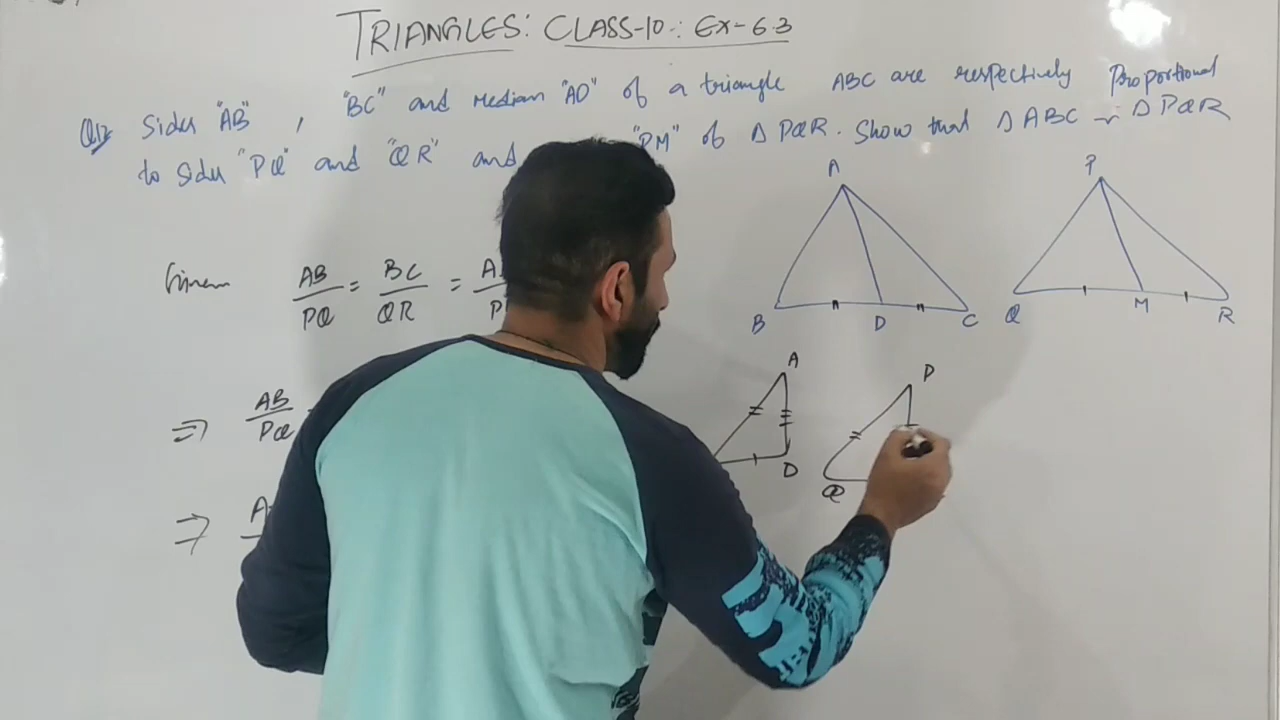 TRIANGLES: CLASS-10: Ex-6.3
Q12 Sides "AB", "BC" and median "AD" of a triangle ABC are respectively proportional
to sides "PQ" and "QR" and "PM" of Δ PQR. Show that Δ ABC ~ Δ PQR
A
P
Given AB/PQ = BC/QR = A
B D C
Q M R
A
P
⇒ AB/PQ
D
Q
⇒ A